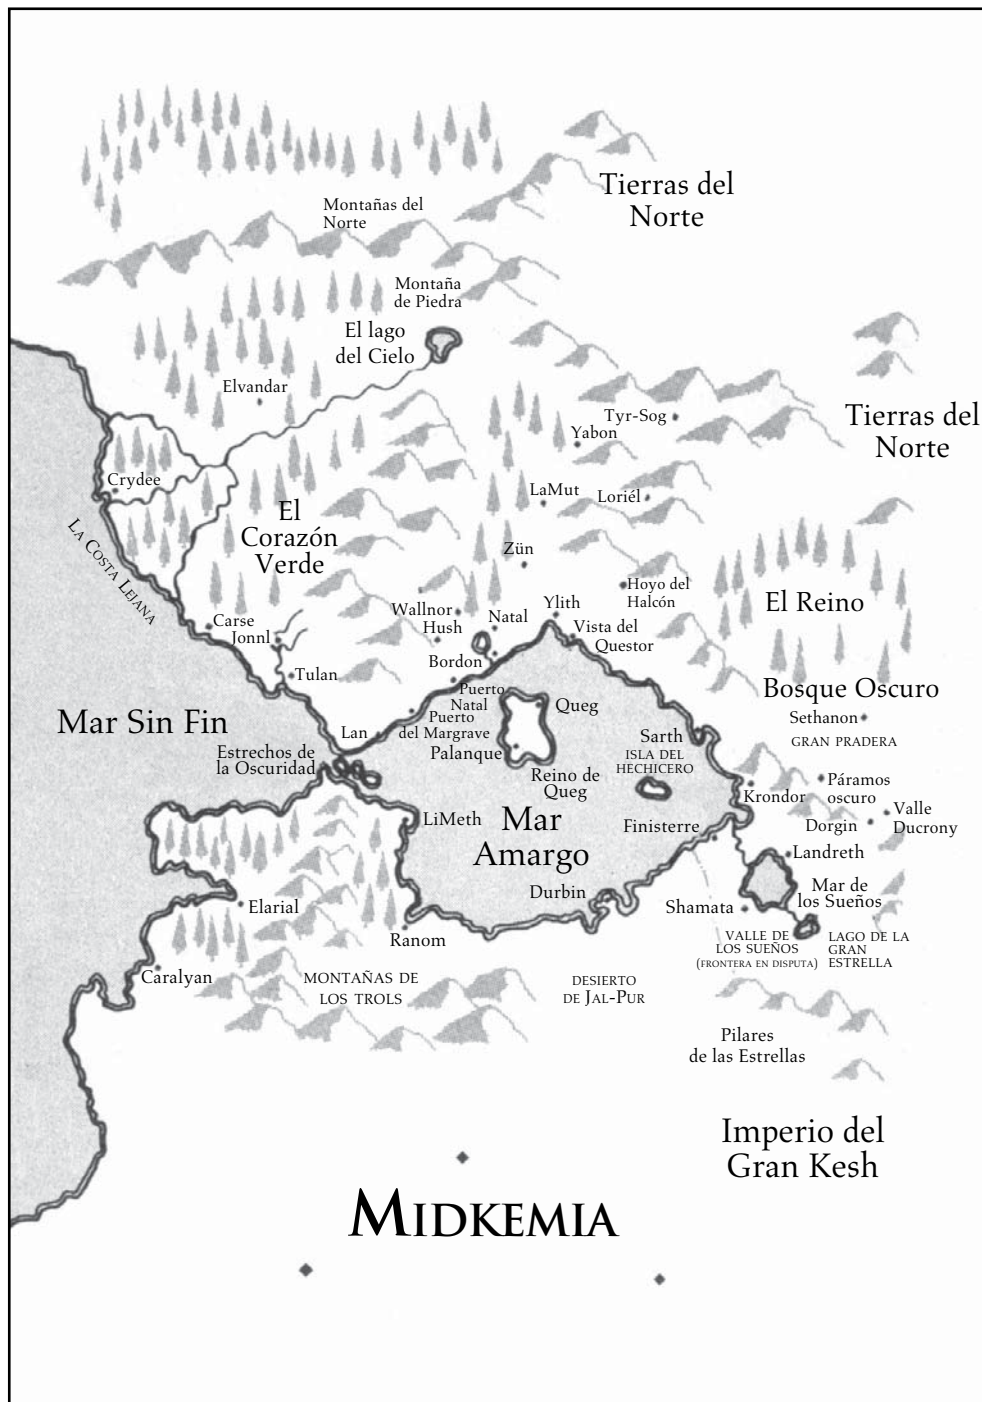 Tierras del
Norte
Montañas del
Norte
Montaña
de Piedra
El lago
del Cielo
Elvandar
Tierras del
Norte
Tyr-Sog
Yabon
Crydee
LaMut
Loriél
El
Corazón
Verde
LA COSTA LEJANA
Zün
Hoyo del
Halcón
El Reino
Wallnor
Hush
Natal
Ylith
Vista del
Questor
Carse
Jonnl
Bordon
Tulan
Bosque Oscuro
Puerto
Natal
Queg
Sethanon
Mar Sin Fin
Puerto
del Margrave
Lan
Sarth
GRAN PRADERA
Estrechos de
la Oscuridad
Palanque
ISLA DEL
HECHICERO
Reino de
Queg
Krondor
Páramos
oscuro
LiMeth
Mar
Amargo
Finisterre
Dorgin
Valle
Ducrony
Landreth
Durbin
Mar de
los Sueños
Elarial
Shamata
Ranom
VALLE DE
LOS SUEÑOS
(FRONTERA EN DISPUTA)
LAGO DE LA
GRAN
ESTRELLA
Caralyan
MONTAÑAS DE
LOS TROLS
DESIERTO
DE JAL-PUR
Pilares
de las Estrellas
Imperio del
Gran Kesh
MIDKEMIA